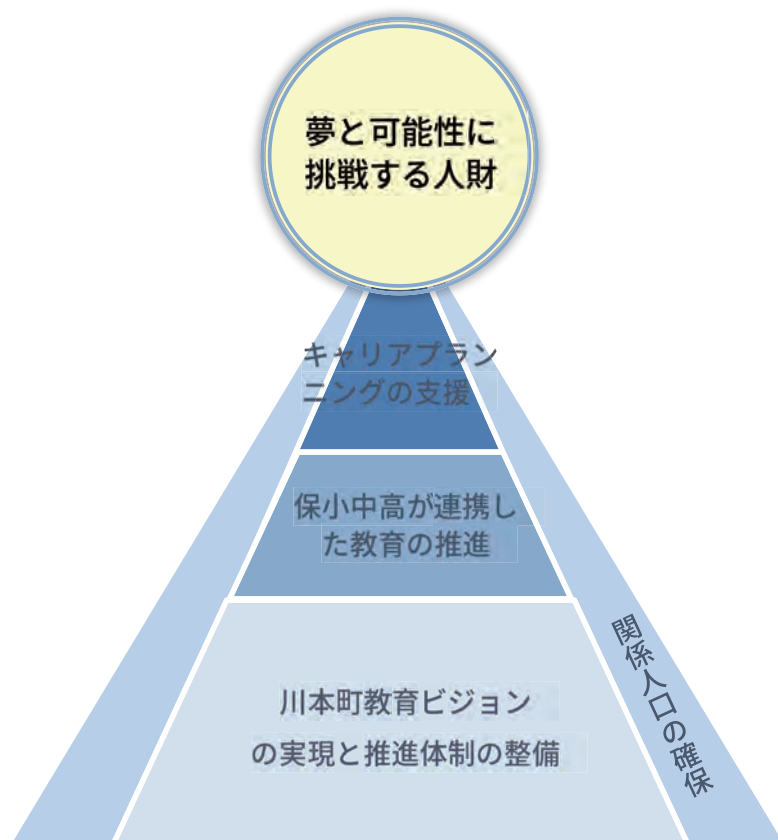 夢と可能性に
挑戦する人財
キャリアプラン
ニングの支援
保小中高が連携し
た教育の推進
川本町教育ビジョン
の実現と推進体制の整備
関係人口の確保